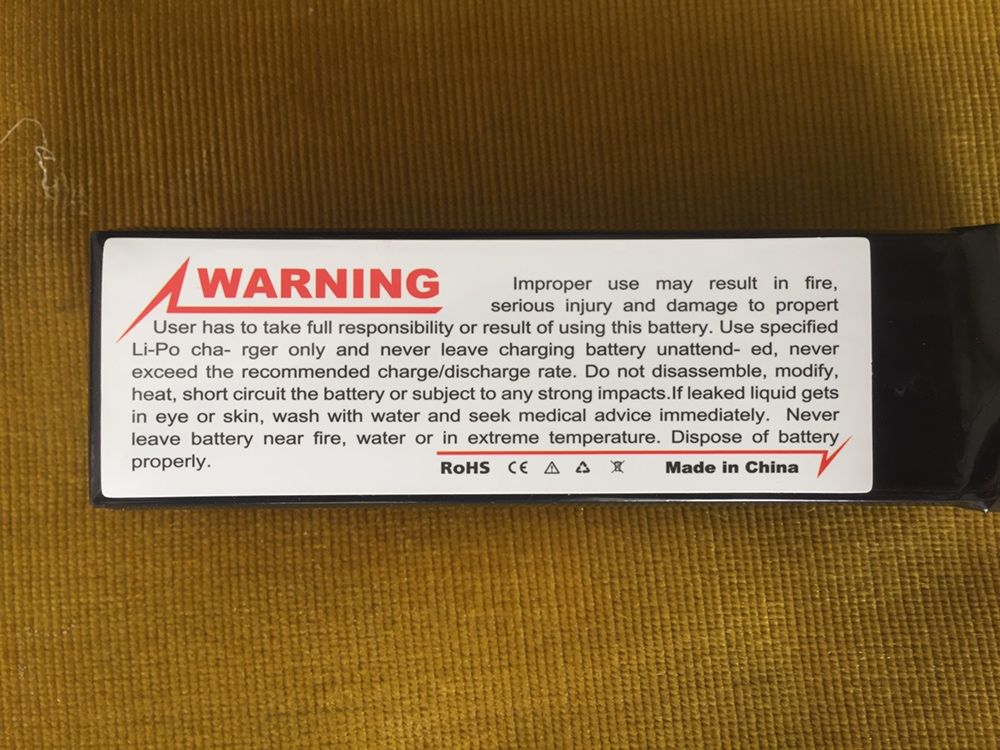 WARNING
Improper use may result in fire,
serious injury and damage to propert
User has to take full responsibility or result of using this battery. Use specified
Li-Po cha- rger only and never leave charging battery unattend- ed, never
exceed the recommended charge/discharge rate. Do not disassemble, modify,
heat, short circuit the battery or subject to any strong impacts.If leaked liquid gets
in eye or skin, wash with water and seek medical advice immediately. Never
leave battery near fire, water or in extreme temperature. Dispose of battery
properly.
RoHS CE Made in China